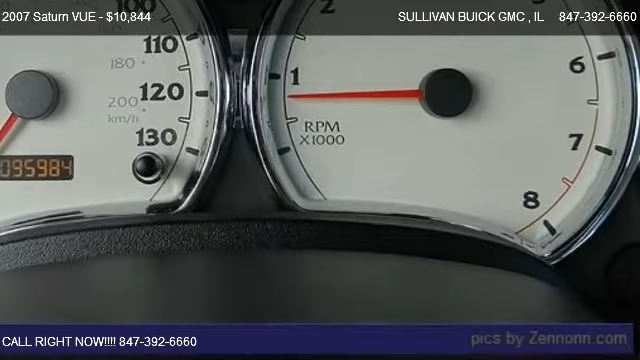 2007 Saturn VUE - $10,844
SULLIVAN BUICK GMC , IL 847-392-6660
100
110
180
120
200
km/h
130
095984
2
1
RPM
X1000
6
7
8
CALL RIGHT NOW!!!! 847-392-6660
pics by Zennonn.com